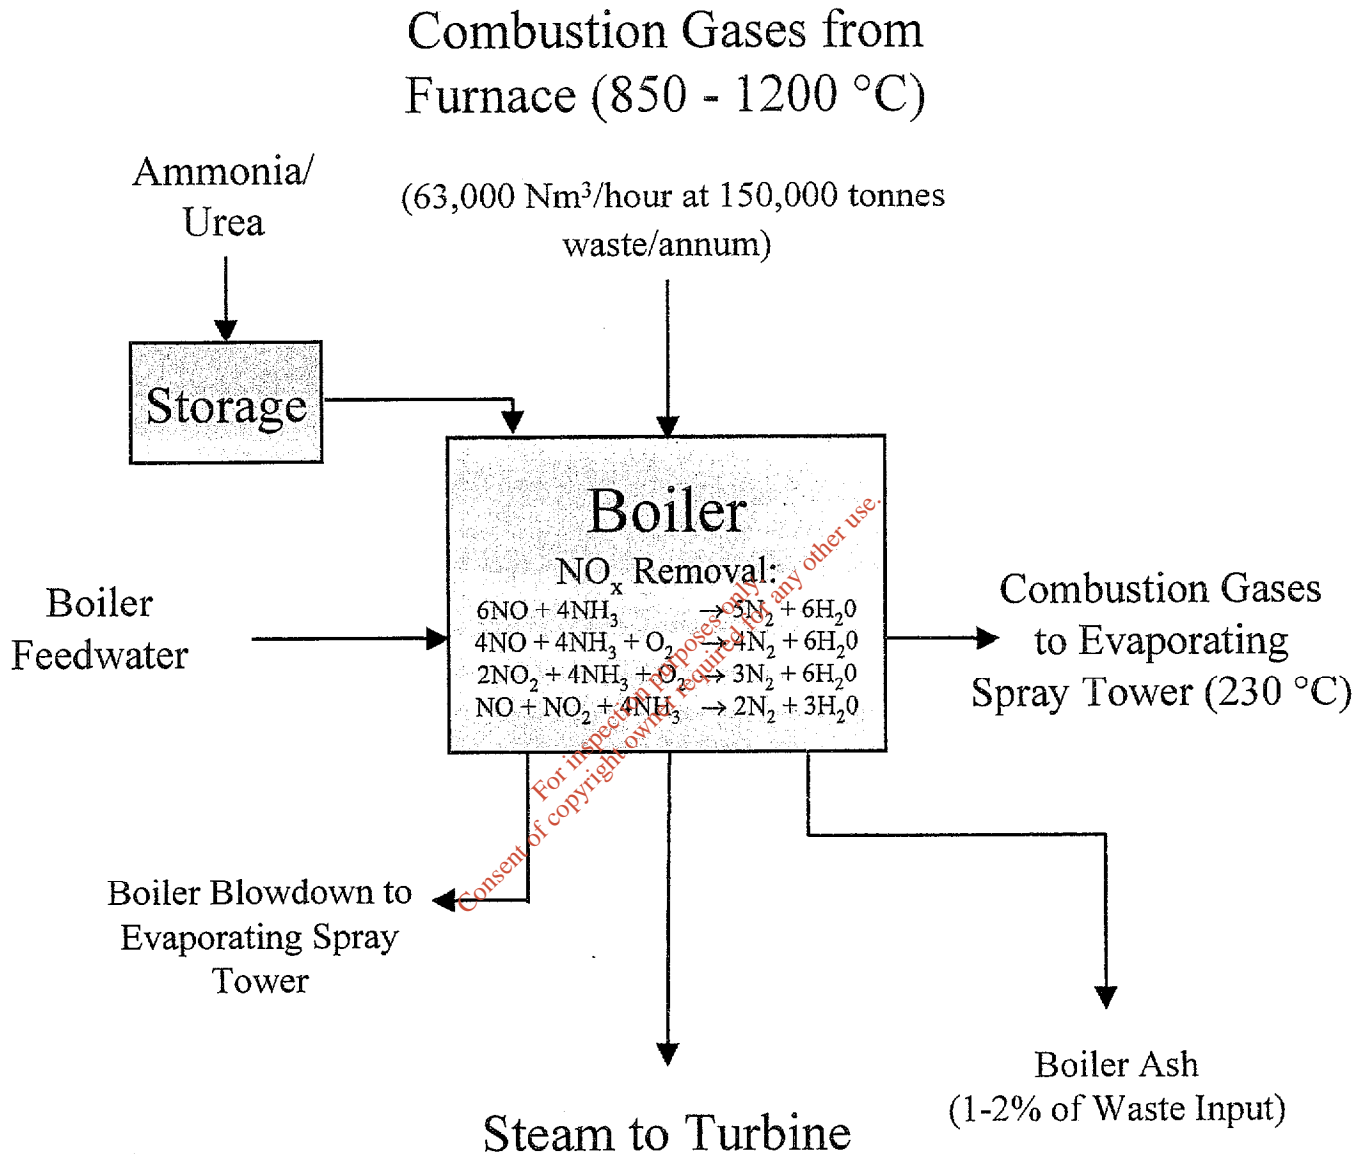 Combustion Gases from
Furnace (850 - 1200 °C)
Ammonia/
Urea
(63,000 Nm³/hour at 150,000 tonnes
waste/annum)
Storage
Boiler
NOₓ Removal:
6NO + 4NH₃ → 5N₂ + 6H₂0
4NO + 4NH₃ + O₂ → 4N₂ + 6H₂0
2NO₂ + 4NH₃ + O₂ → 3N₂ + 6H₂0
NO + NO₂ + 4NH₃ → 2N₂ + 3H₂0
Boiler
Feedwater
Combustion Gases
to Evaporating
Spray Tower (230 °C)
For inspection purposes only
Consent of copyright owner required for any other use.
Boiler Blowdown to
Evaporating Spray
Tower
Steam to Turbine
Boiler Ash
(1-2% of Waste Input)